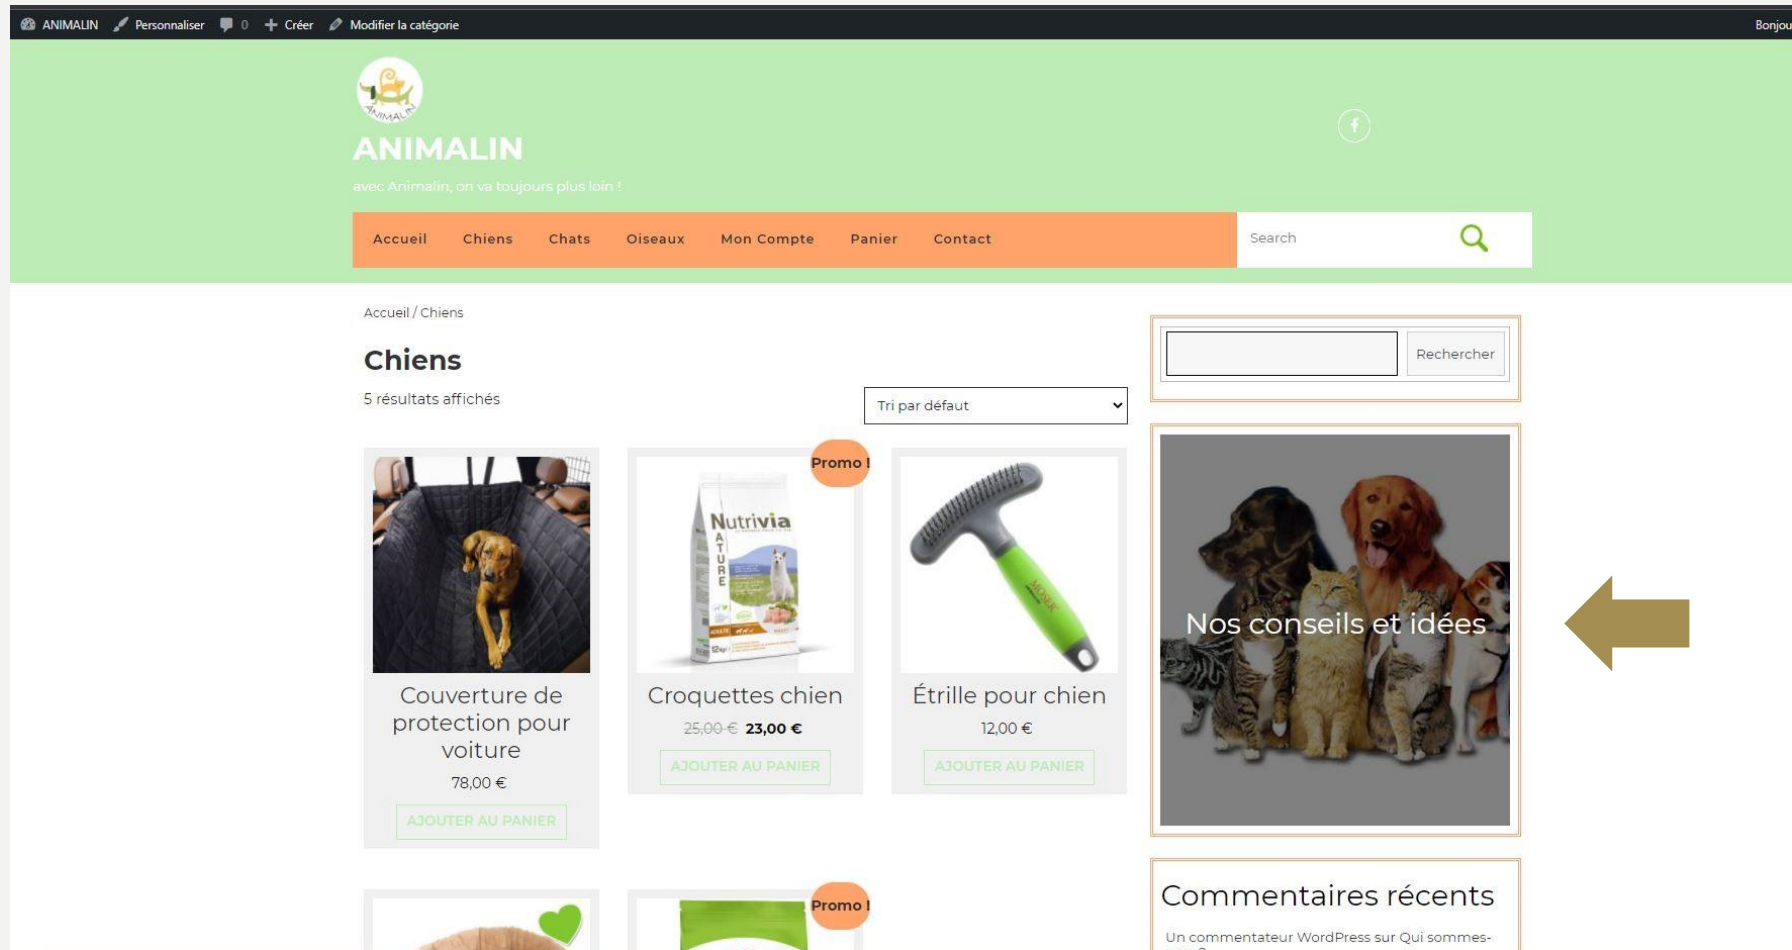 ANIMALIN Personnaliser 0 Créer Modifier la catégorie Bonjou
ANIMALIN
ANIMALIN
avec Animalin, on va toujours plus loin !
Accueil Chiens Chats Oiseaux Mon Compte Panier Contact Search
Accueil / Chiens
Chiens
5 résultats affichés
Tri par défaut
Rechercher
Promo !
Nutrivia
NATURE
ADULTE
12kg
MOSER
Couverture de
protection pour
voiture
78,00 €
AJOUTER AU PANIER
Croquettes chien
25,00 € 23,00 €
AJOUTER AU PANIER
Étrille pour chien
12,00 €
AJOUTER AU PANIER
Nos conseils et idées
Promo !
Commentaires récents
Un commentateur WordPress sur Qui sommes-